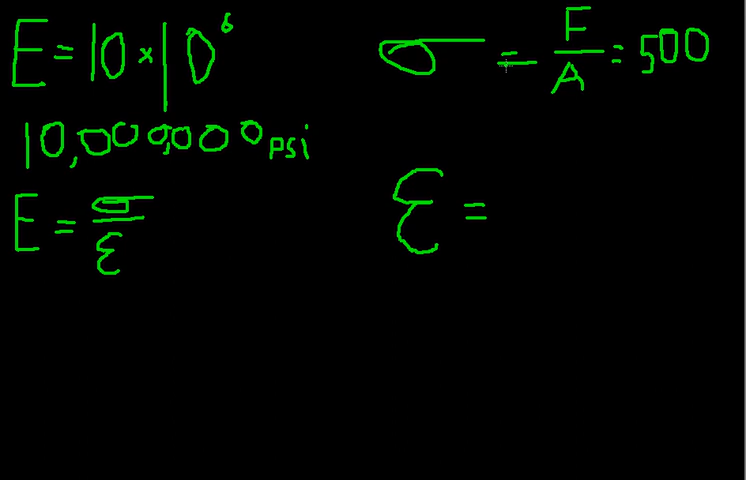 E = 10 x 10⁶
10,000,000 psi
E = σ/ε
σ = F/A = 500
ε =